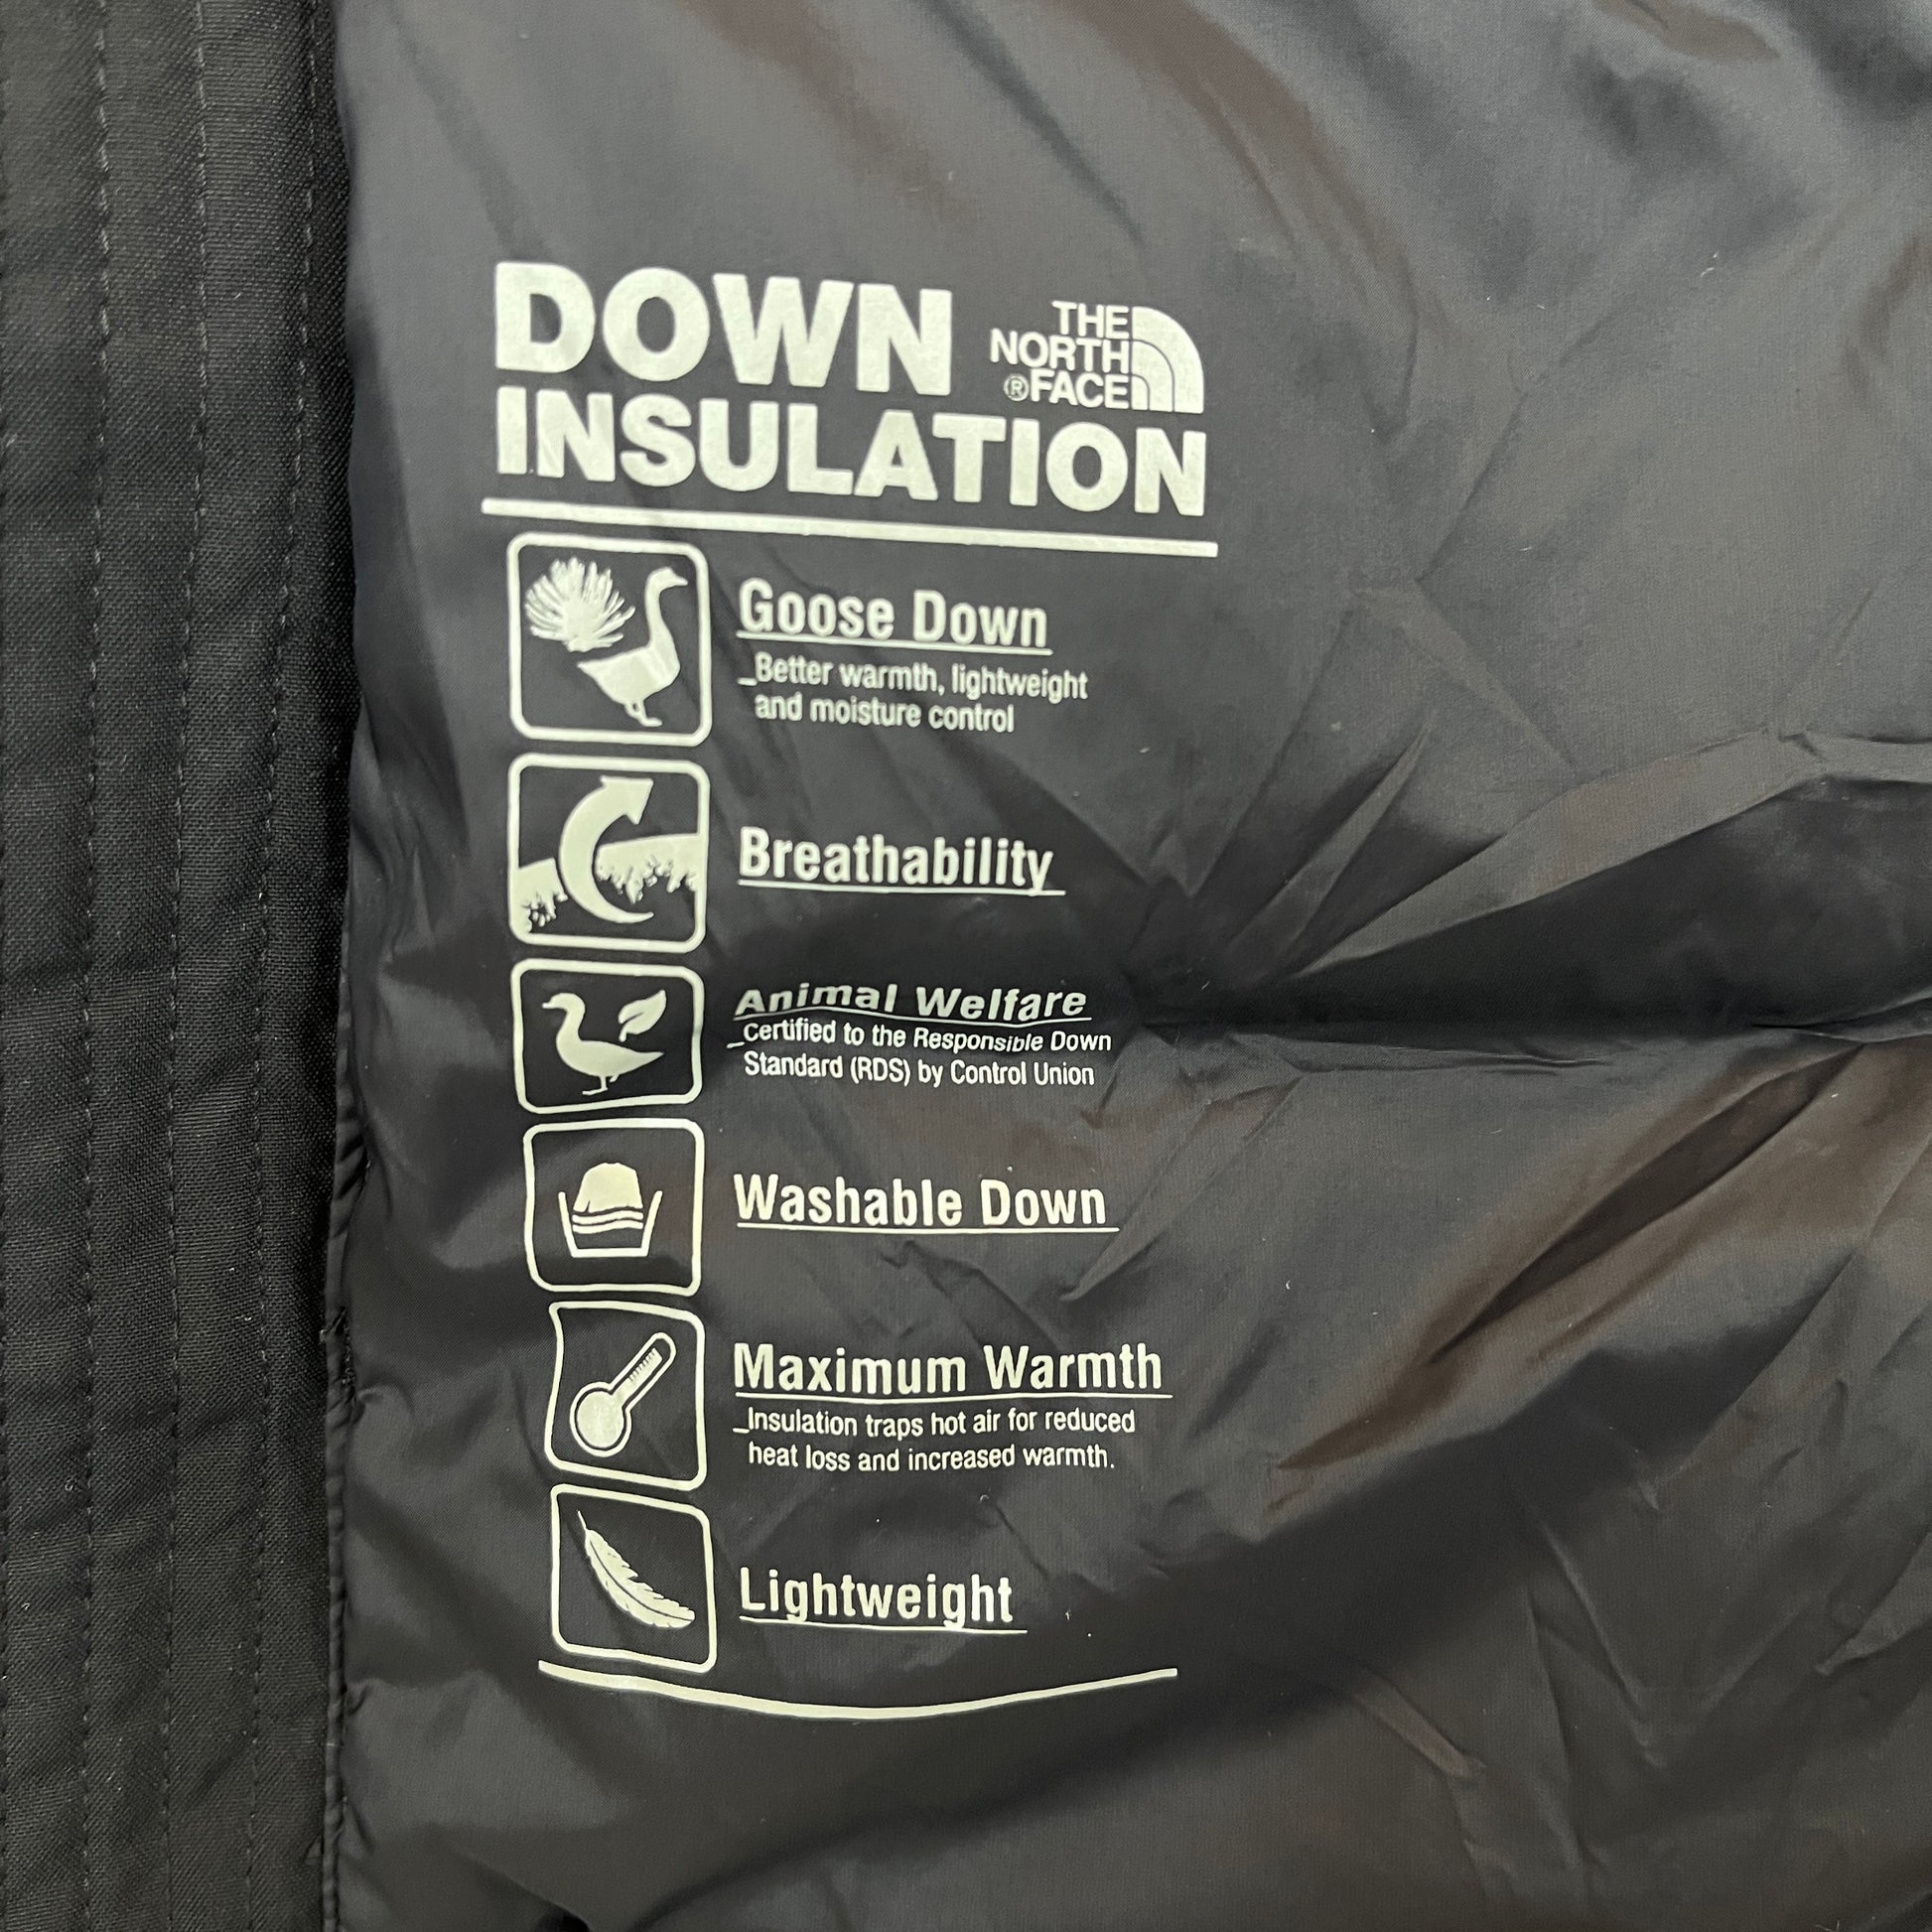 DOWN
THE
NORTH
®FACE
INSULATION
Goose Down
_Better warmth, lightweight
and moisture control
Breathability
Animal Welfare
_Certified to the Responsible Down
Standard (RDS) by Control Union
Washable Down
Maximum Warmth
_Insulation traps hot air for reduced
heat loss and increased warmth.
Lightweight